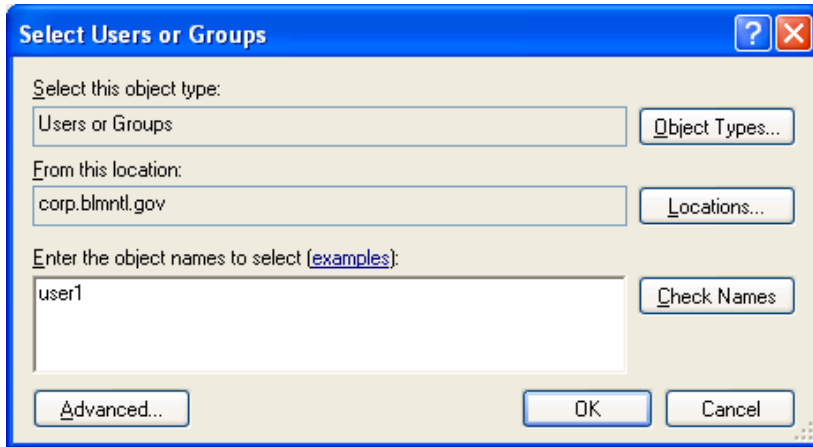 Select Users or Groups
Select this object type:
Users or Groups
Object Types...
From this location:
corp.blmntl.gov
Locations...
Enter the object names to select (examples):
user1
Check Names
Advanced...
OK
Cancel